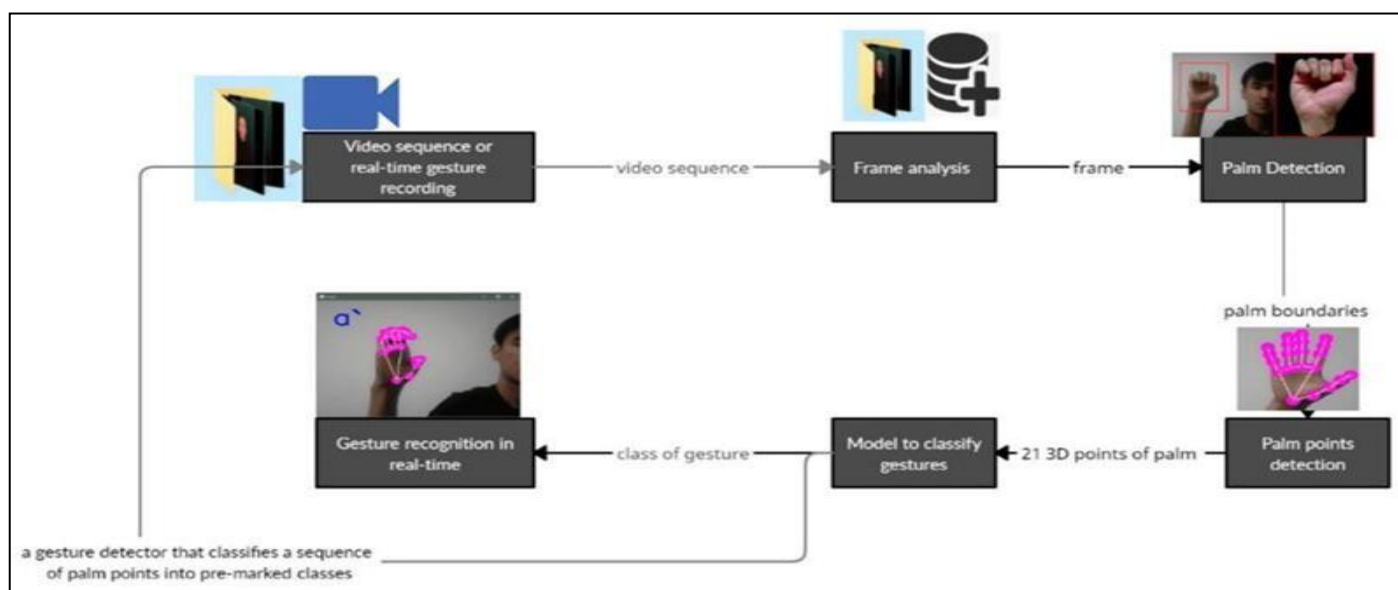 Video sequence or
real-time gesture
recording
video sequence
Frame analysis
frame
Palm Detection
palm boundaries
a`
Gesture recognition in
real-time
class of gesture
Model to classify
gestures
21 3D points of palm
Palm points
detection
a gesture detector that classifies a sequence
of palm points into pre-marked classes